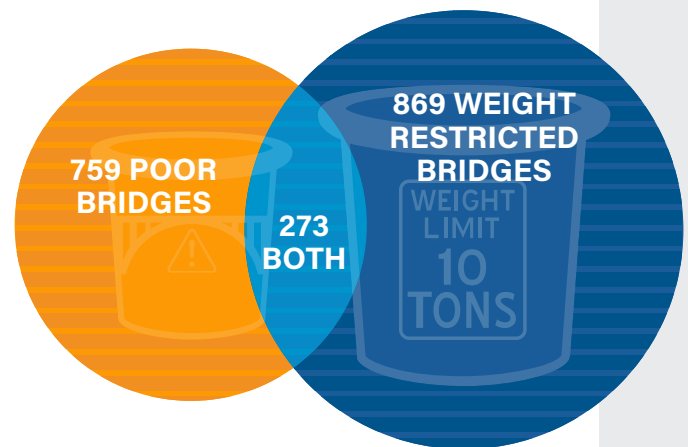 759 POOR
BRIDGES
273
BOTH
869 WEIGHT
RESTRICTED
BRIDGES
WEIGHT
LIMIT
10
TONS